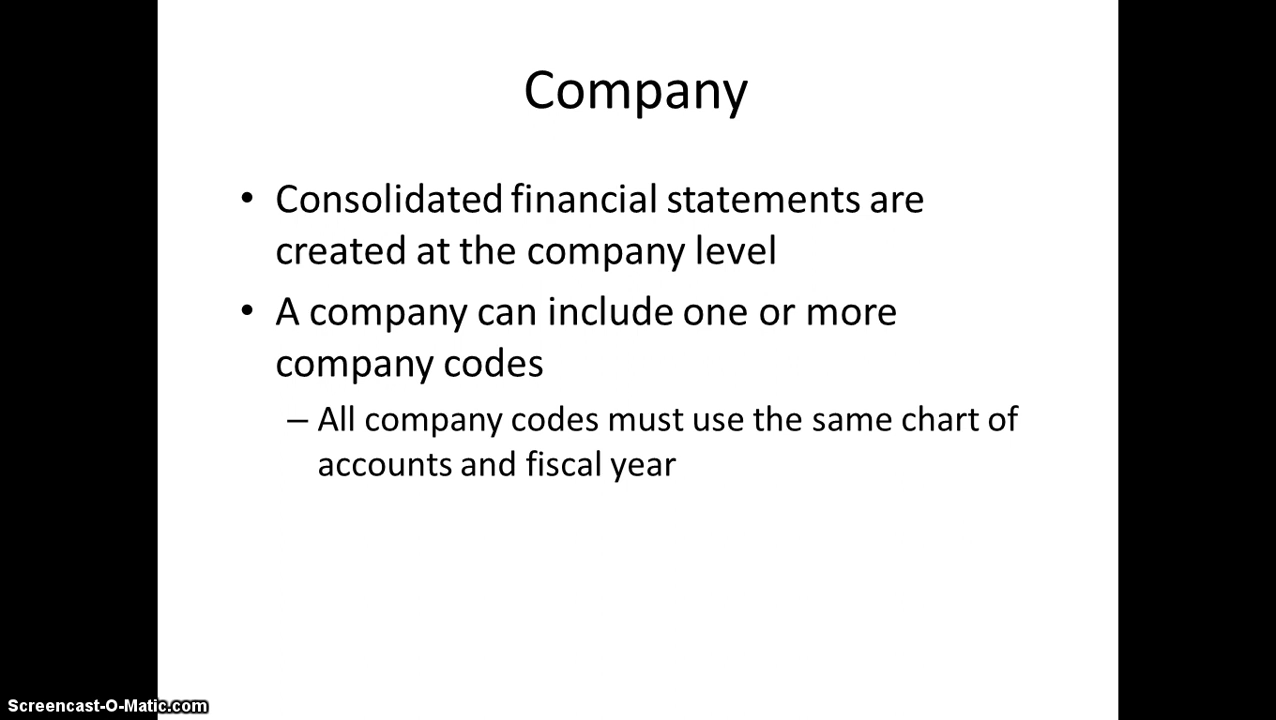 Company
• Consolidated financial statements are
created at the company level
• A company can include one or more
company codes
– All company codes must use the same chart of
accounts and fiscal year
Screencast-O-Matic.com